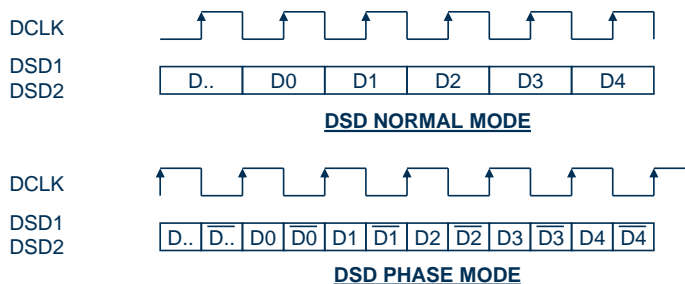 DCLK
DSD1
DSD2
D.. D0 D1 D2 D3 D4
DSD NORMAL MODE
DCLK
DSD1
DSD2
D.. D̅.̅.̅ D0 D̅0̅ D1 D̅1̅ D2 D̅2̅ D3 D̅3̅ D4 D̅4̅
DSD PHASE MODE